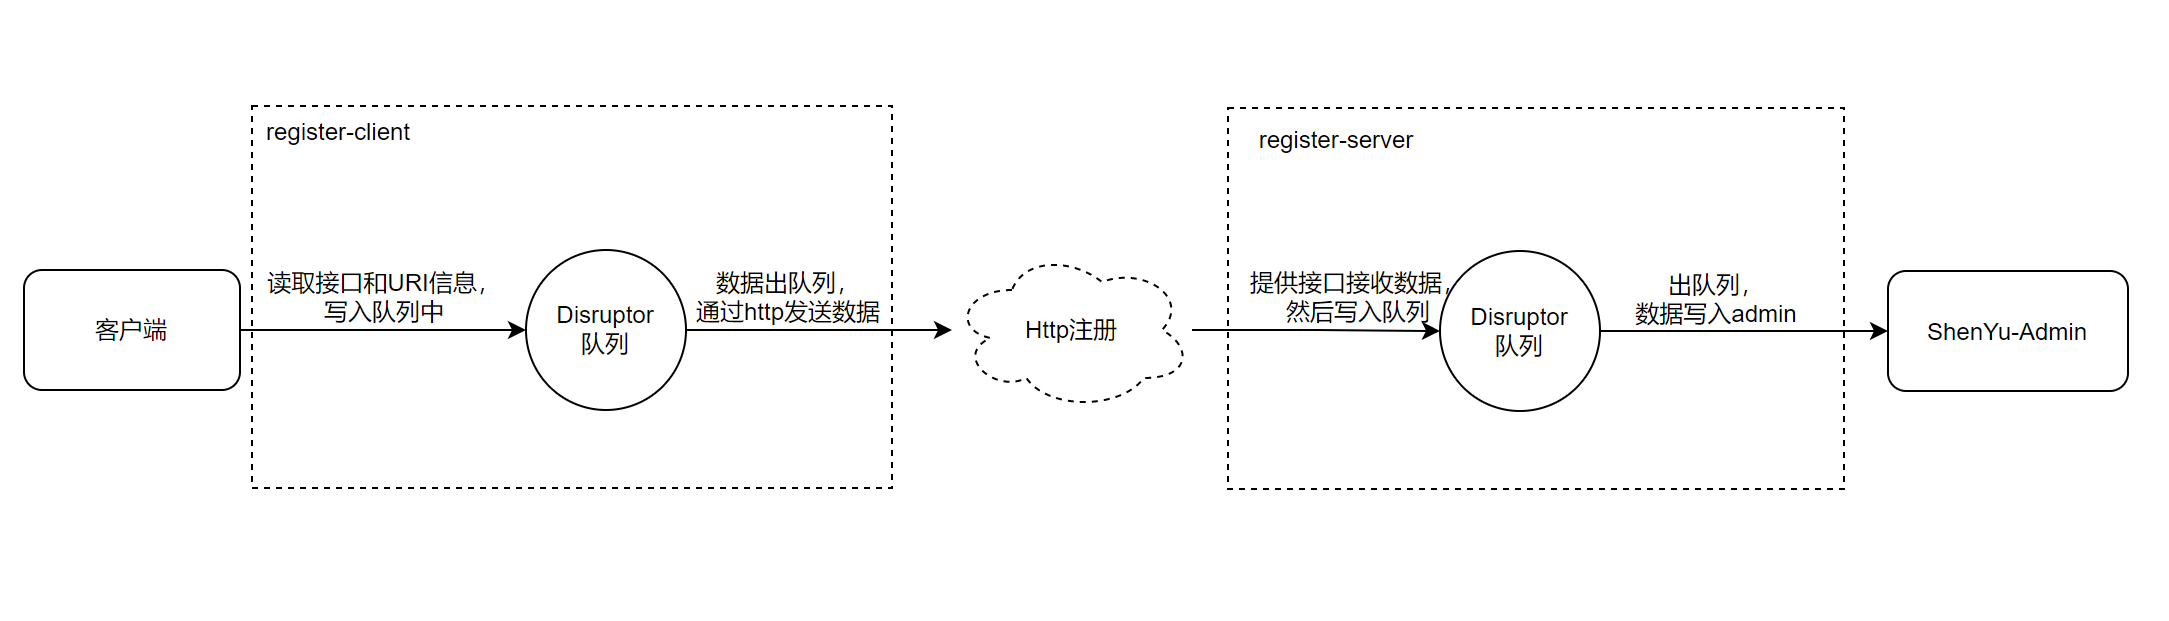 register-client
register-server
客户端
读取接口和URI信息，
写入队列中
Disruptor
队列
数据出队列，
通过http发送数据
Http注册
提供接口接收数据，
然后写入队列
Disruptor
队列
出队列，
数据写入admin
ShenYu-Admin